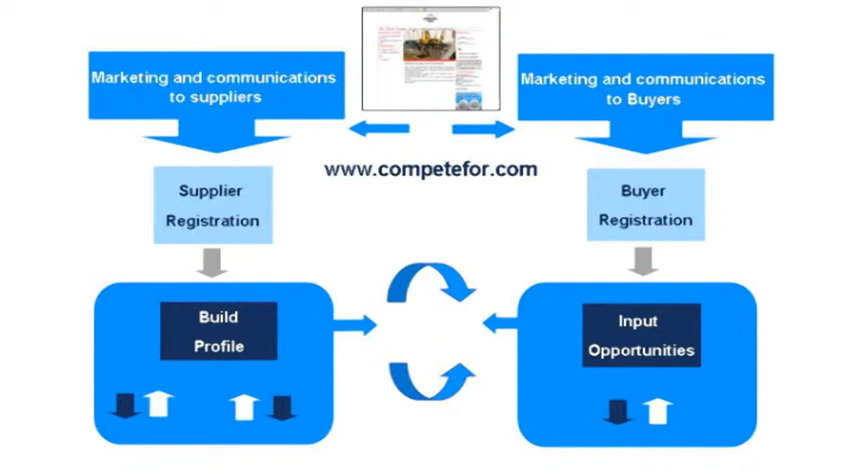 Marketing and communications
to suppliers
Marketing and communications
to Buyers
www.competefor.com
Supplier
Registration
Buyer
Registration
Build
Profile
Input
Opportunities